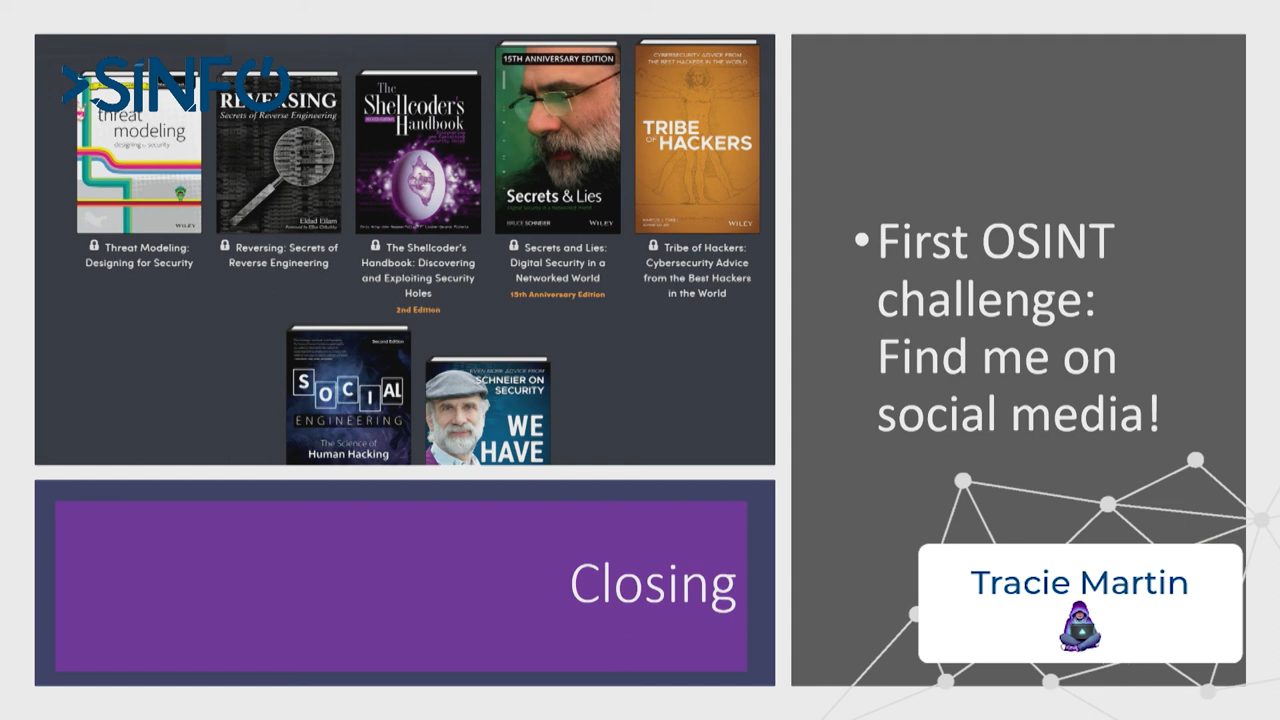 SINFO
threat
modeling
designing for security
WILEY
REVERSING
Secrets of Reverse Engineering
Eldad Eilam
The
Shellcoder's
Handbook
15TH ANNIVERSARY EDITION
Secrets & Lies
BRUCE SCHNEIER
WILEY
CYBERSECURITY ADVICE FROM
THE BEST HACKERS IN THE WORLD
TRIBE
OF HACKERS
WILEY
Threat Modeling:
Designing for Security
Reversing: Secrets of
Reverse Engineering
The Shellcoder's
Handbook: Discovering
and Exploiting Security
Holes
2nd Edition
Secrets and Lies:
Digital Security in a
Networked World
15th Anniversary Edition
Tribe of Hackers:
Cybersecurity Advice
from the Best Hackers
in the World
Second Edition
SOCIAL
ENGINEERING
The Science of
Human Hacking
EVEN MORE ADVICE FROM
SCHNEIER ON
SECURITY
WE
HAVE
• First OSINT
challenge:
Find me on
social media!
Closing
Tracie Martin